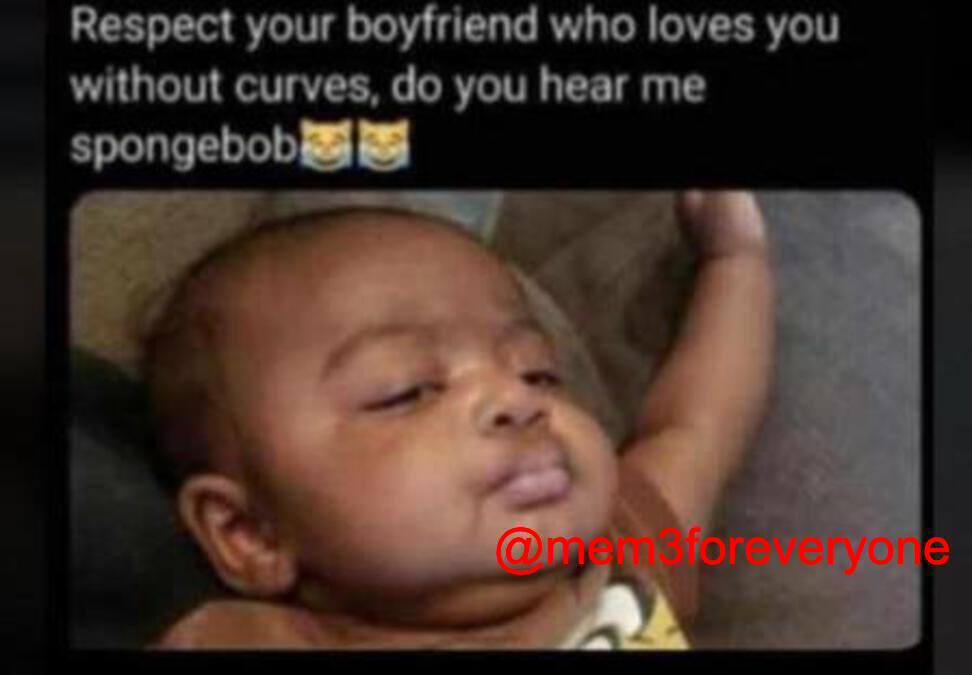 Respect your boyfriend who loves you
without curves, do you hear me
spongebob😹😹
@mem3foreveryone